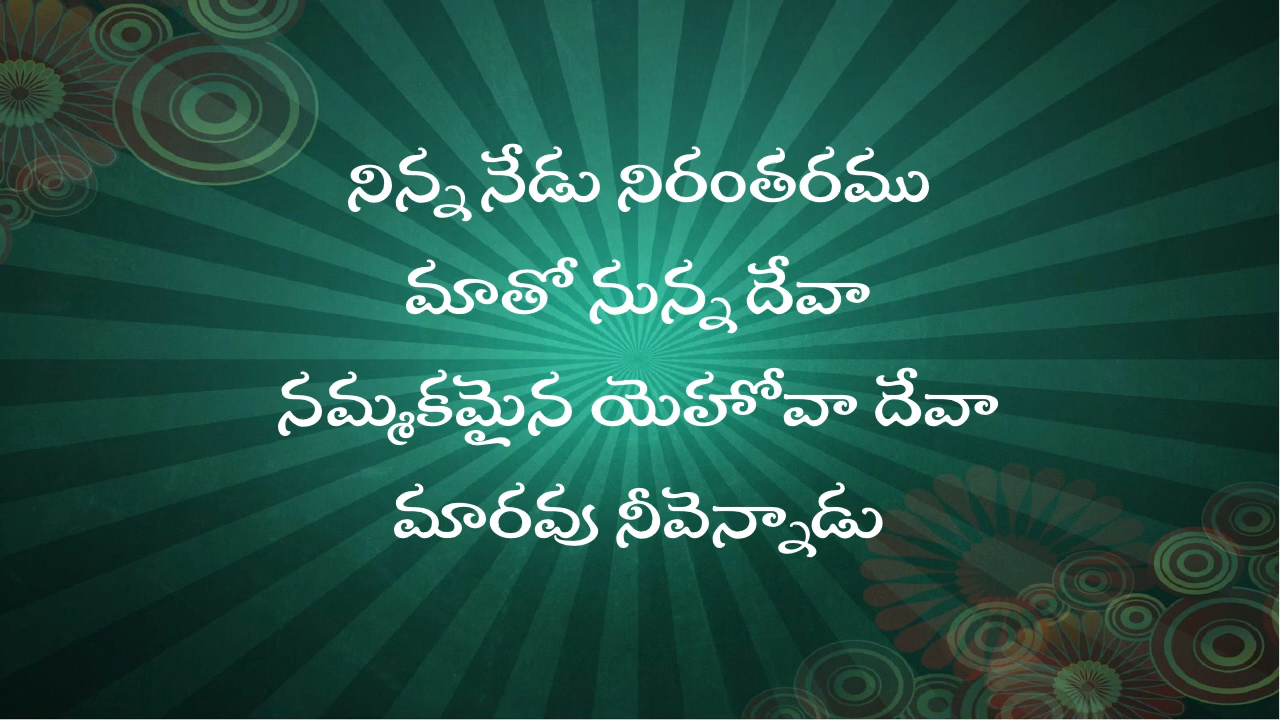 నిన్న నేడు నిరంతరము
మాతో నున్న దేవా
నమ్మకమైన యెహోవా దేవా
మారవు నీవెన్నాడు